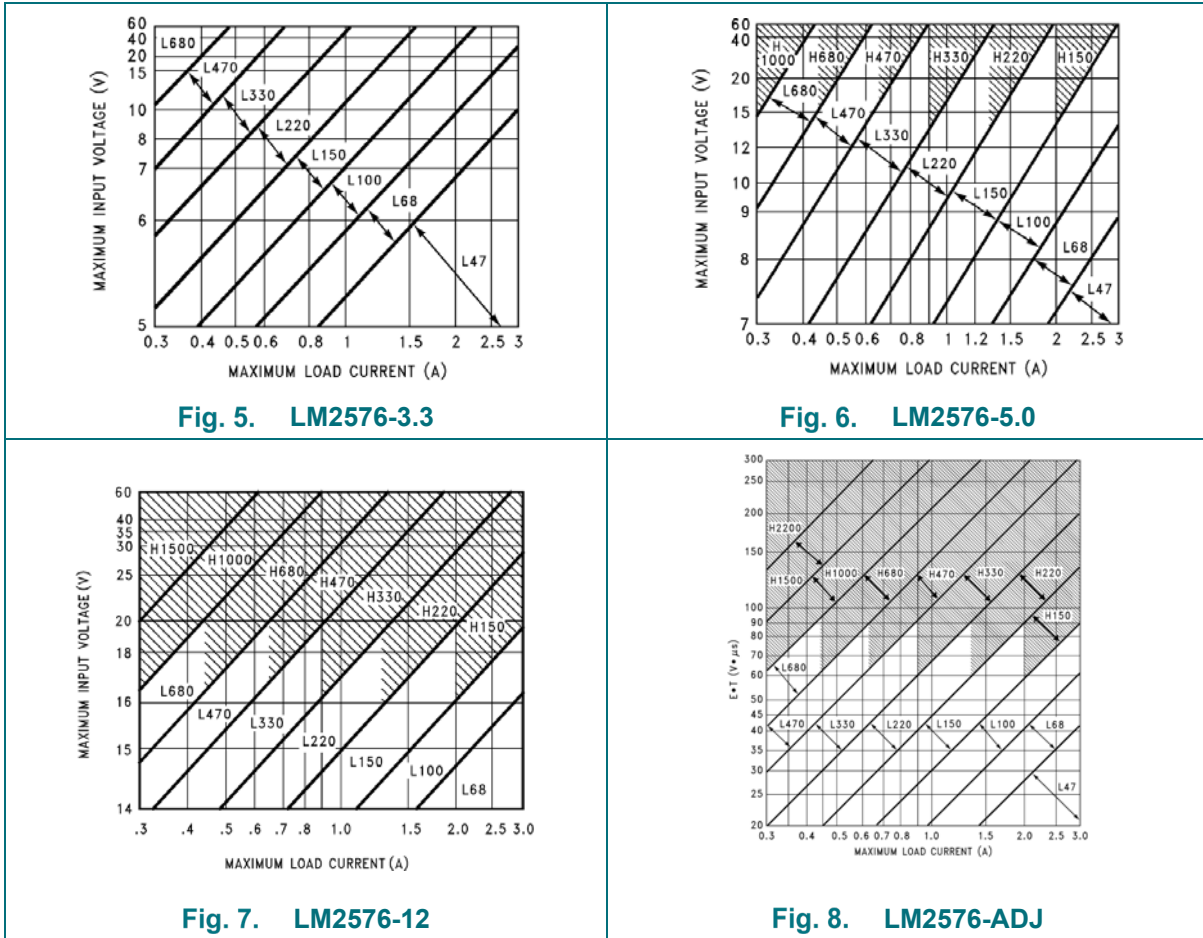 60
40
20
15
10
8
7
6
5
MAXIMUM INPUT VOLTAGE (V)
L680
L470
L330
L220
L150
L100
L68
L47
0.3 0.4 0.5 0.6 0.8 1 1.5 2 2.5 3
MAXIMUM LOAD CURRENT (A)
Fig. 5. LM2576-3.3
60
40
20
15
12
10
9
8
7
MAXIMUM INPUT VOLTAGE (V)
H
1000
H680
H470
H330
H220
H150
L680
L470
L330
L220
L150
L100
L68
L47
0.3 0.4 0.5 0.6 0.8 1 1.2 1.5 2 2.5 3
MAXIMUM LOAD CURRENT (A)
Fig. 6. LM2576-5.0
60
40
35
30
25
20
18
16
15
14
MAXIMUM INPUT VOLTAGE (V)
H1500
H1000
H680
H470
H330
H220
H150
L680
L470
L330
L220
L150
L100
L68
.3 .4 .5 .6 .7 .8 1.0 1.5 2.0 2.5 3.0
MAXIMUM LOAD CURRENT (A)
Fig. 7. LM2576-12
300
250
200
150
100
90
80
70
60
50
45
40
35
30
25
20
E•T (V•μs)
H2200
H1500
H1000
H680
H470
H330
H220
H150
L680
L470
L330
L220
L150
L100
L68
L47
0.3 0.4 0.5 0.6 0.7 0.8 1.0 1.5 2.0 2.5 3.0
MAXIMUM LOAD CURRENT (A)
Fig. 8. LM2576-ADJ